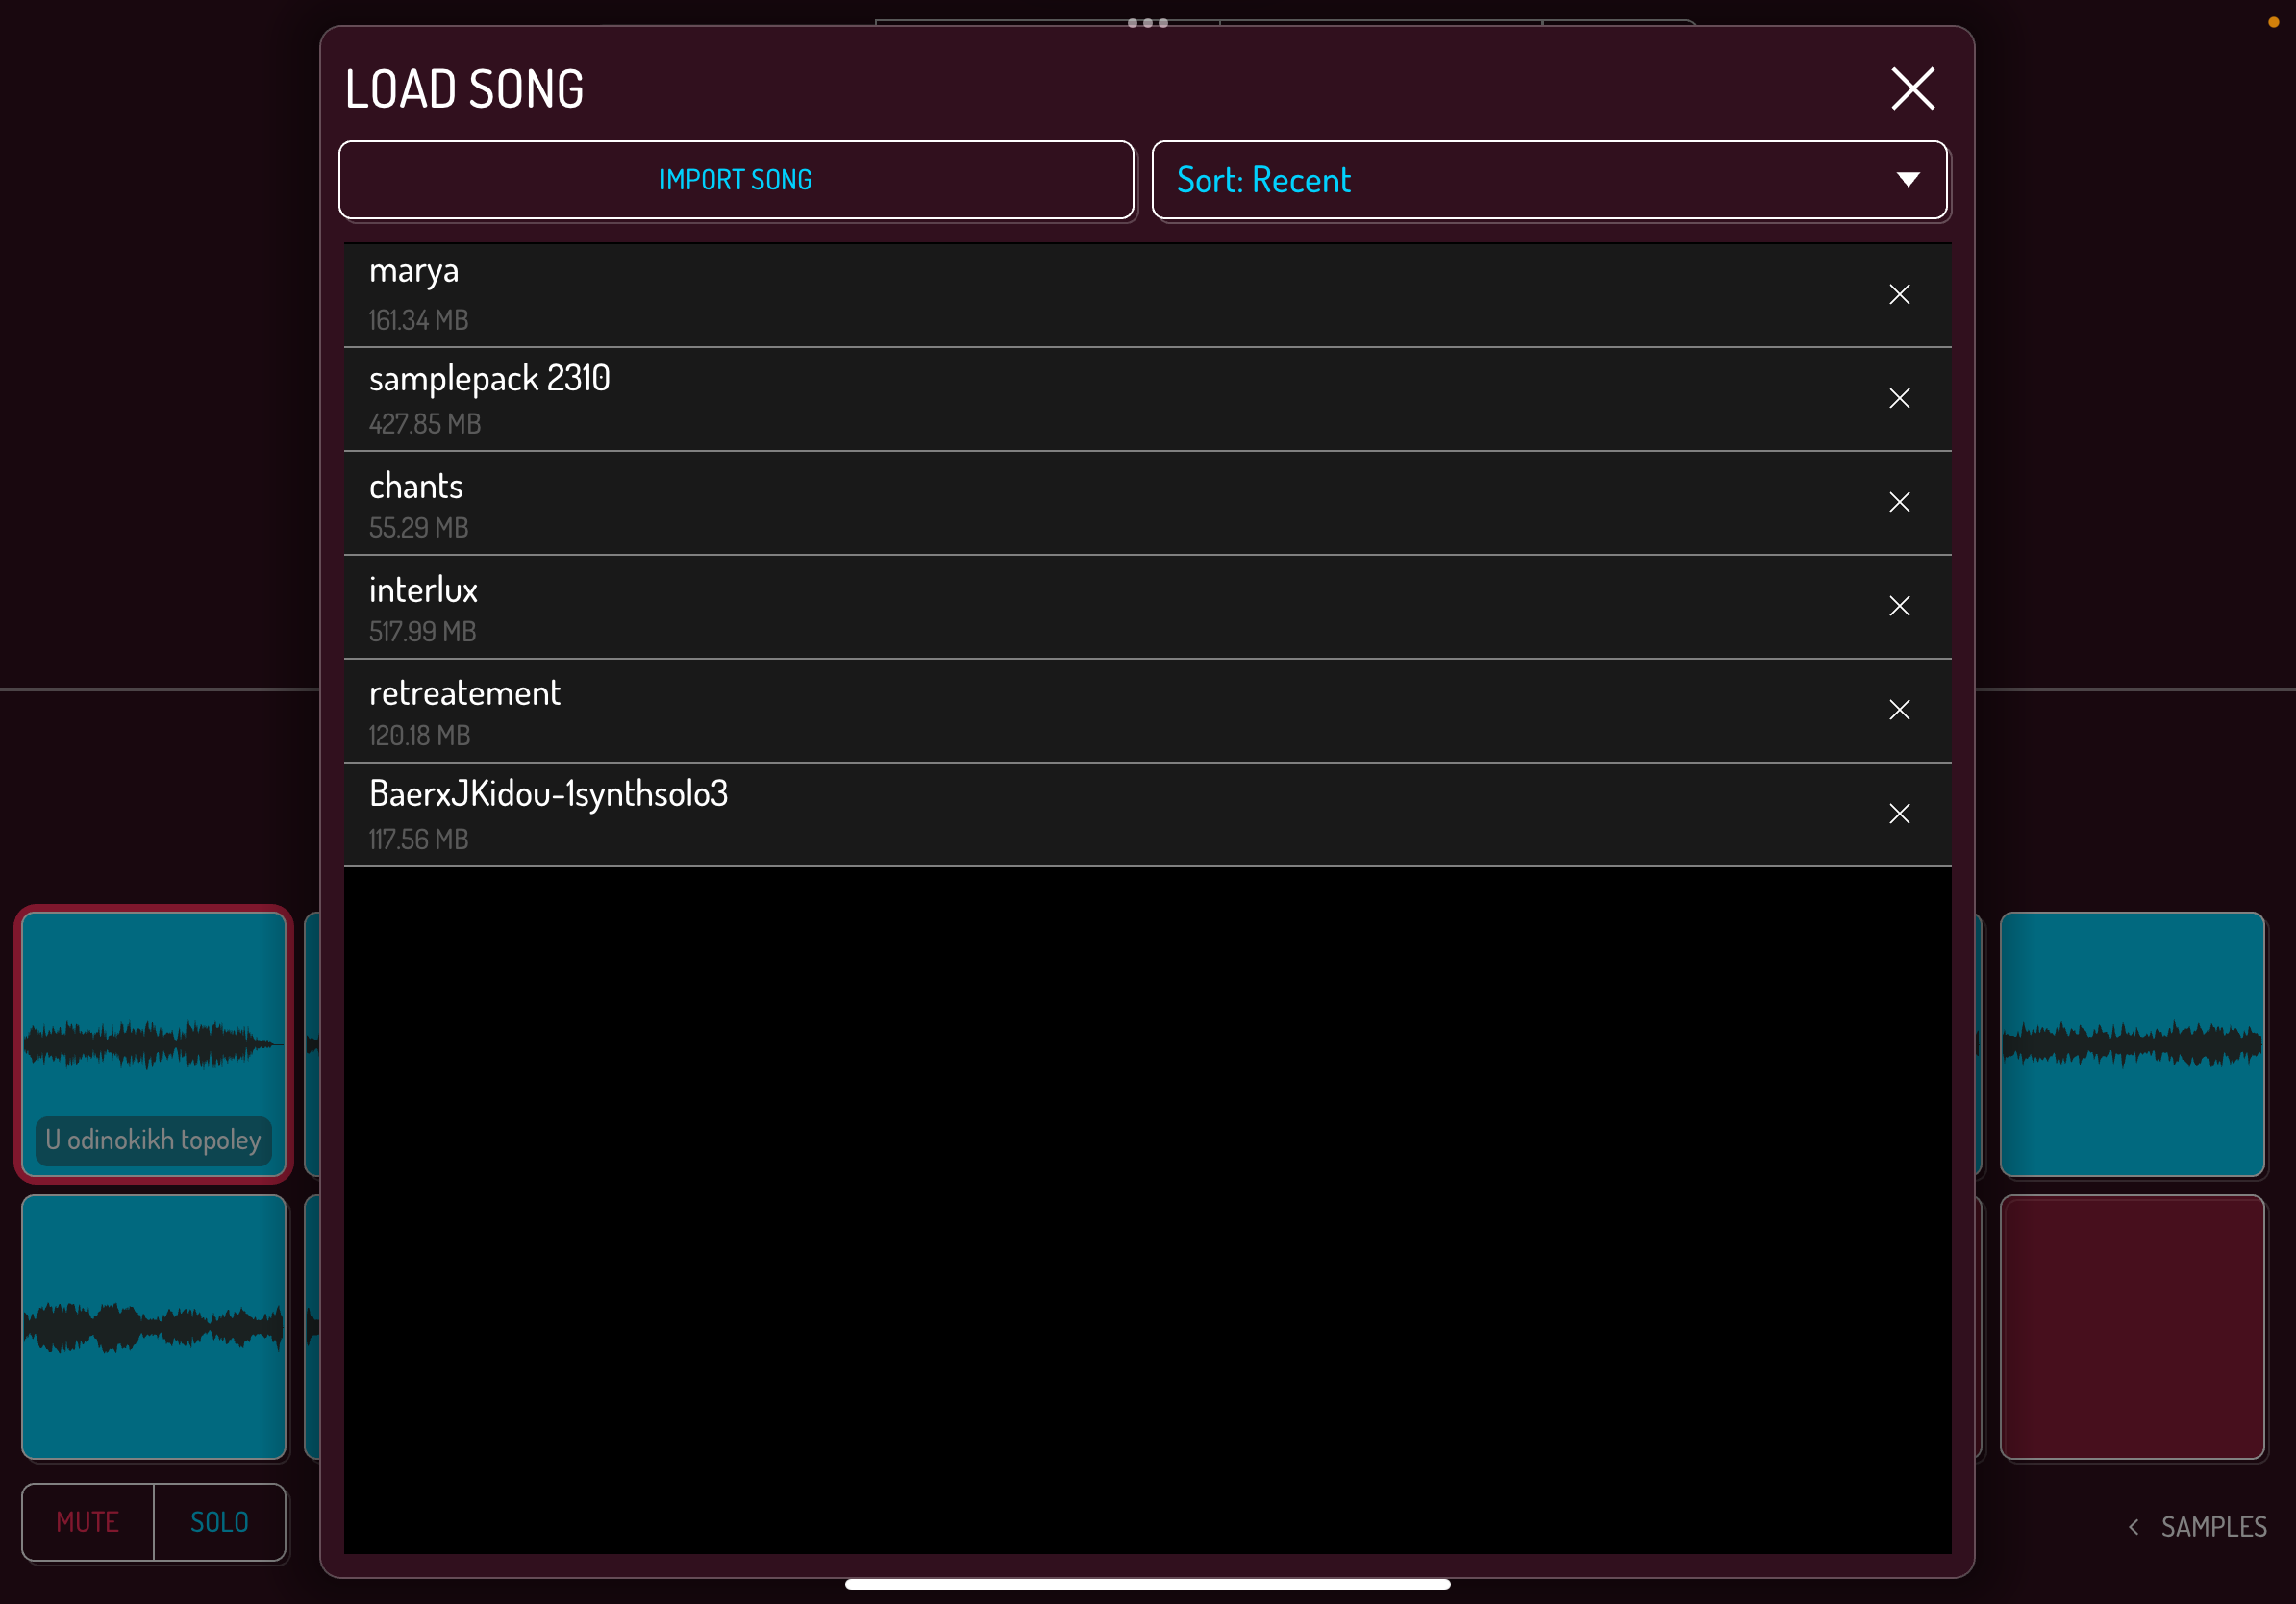 LOAD SONG
IMPORT SONG
Sort: Recent
marya
161.34 MB
samplepack 2310
427.85 MB
chants
55.29 MB
interlux
517.99 MB
retreatement
120.18 MB
BaerxJKidou-1synthsolo3
117.56 MB
U odinokikh topoley
MUTE
SOLO
SAMPLES